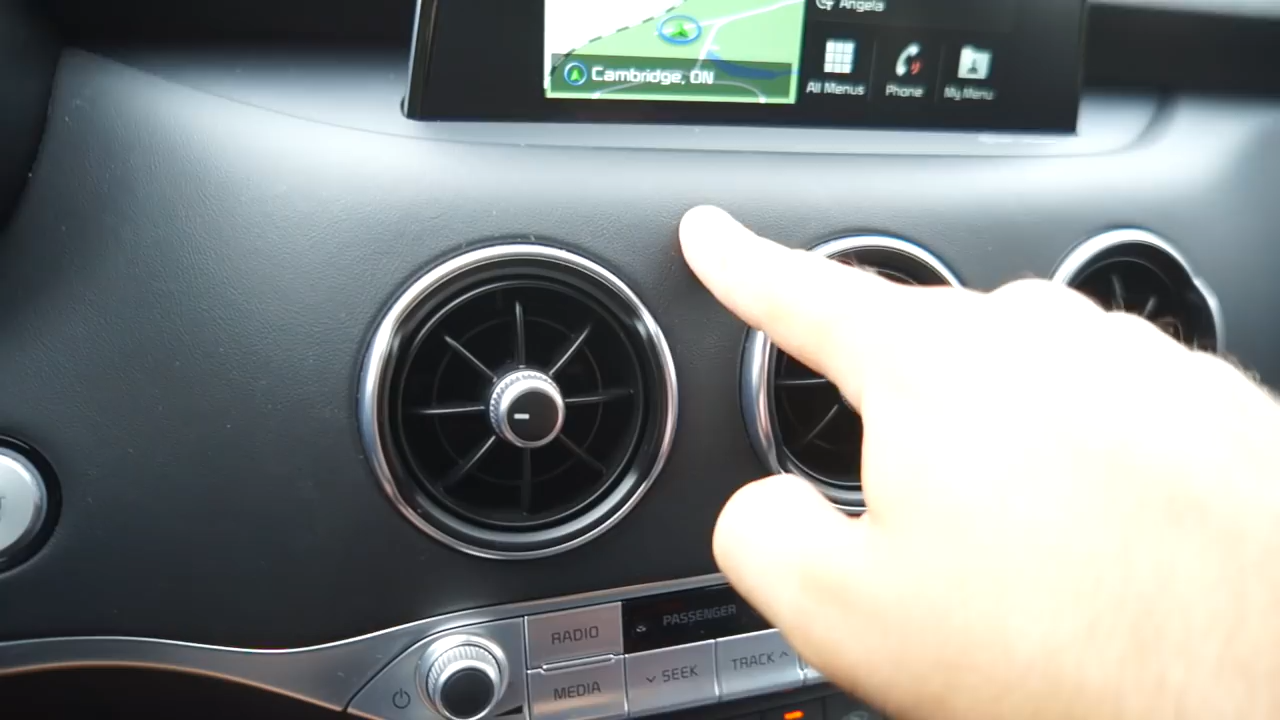 Angela
Cambridge, ON
All Menus
Phone
My Menu
RADIO
PASSENGER
MEDIA
SEEK
TRACK